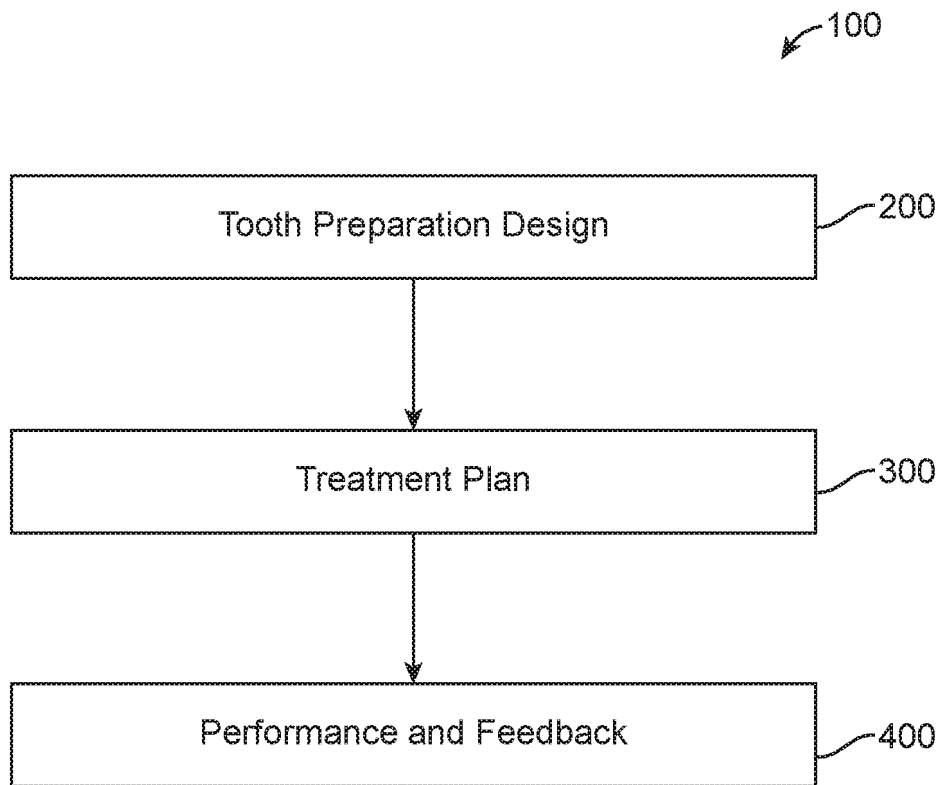 100
Tooth Preparation Design
200
Treatment Plan
300
Performance and Feedback
400